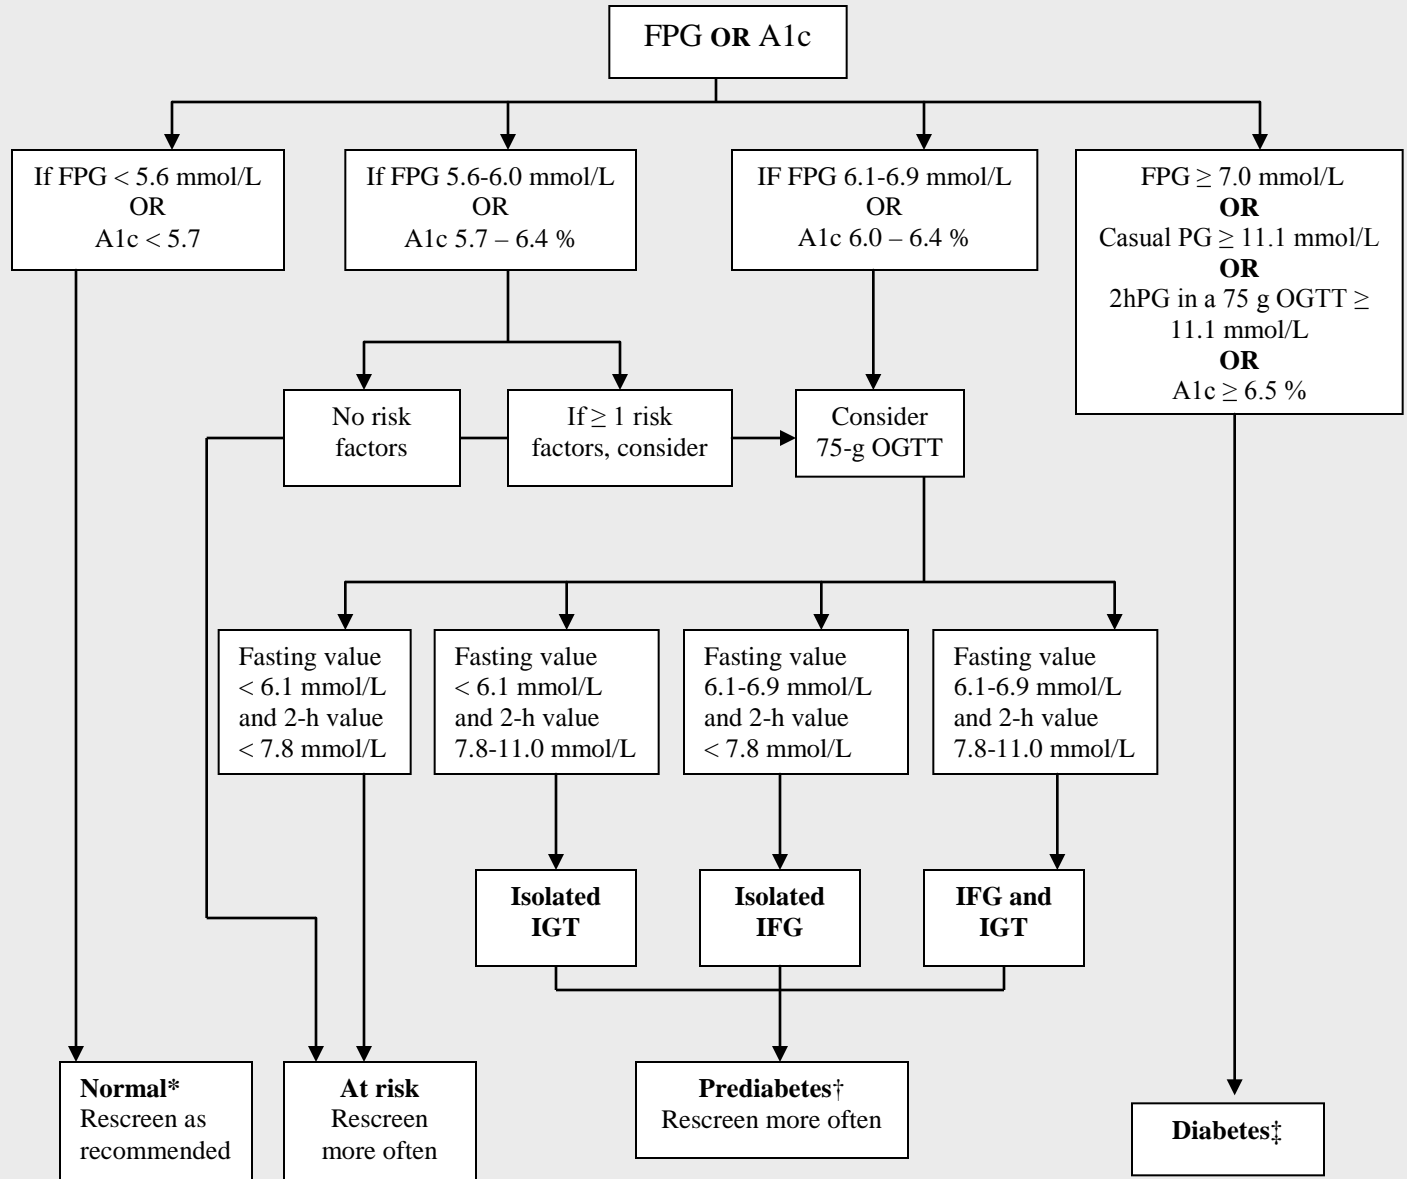 FPG OR A1c
If FPG < 5.6 mmol/L
OR
A1c < 5.7
If FPG 5.6-6.0 mmol/L
OR
A1c 5.7 – 6.4 %
IF FPG 6.1-6.9 mmol/L
OR
A1c 6.0 – 6.4 %
FPG ≥ 7.0 mmol/L
OR
Casual PG ≥ 11.1 mmol/L
OR
2hPG in a 75 g OGTT ≥
11.1 mmol/L
OR
A1c ≥ 6.5 %
No risk
factors
If ≥ 1 risk
factors, consider
Consider
75-g OGTT
Fasting value
< 6.1 mmol/L
and 2-h value
< 7.8 mmol/L
Fasting value
< 6.1 mmol/L
and 2-h value
7.8-11.0 mmol/L
Fasting value
6.1-6.9 mmol/L
and 2-h value
< 7.8 mmol/L
Fasting value
6.1-6.9 mmol/L
and 2-h value
7.8-11.0 mmol/L
Isolated
IGT
Isolated
IFG
IFG and
IGT
Normal*
Rescreen as
recommended
At risk
Rescreen
more often
Prediabetes†
Rescreen more often
Diabetes‡